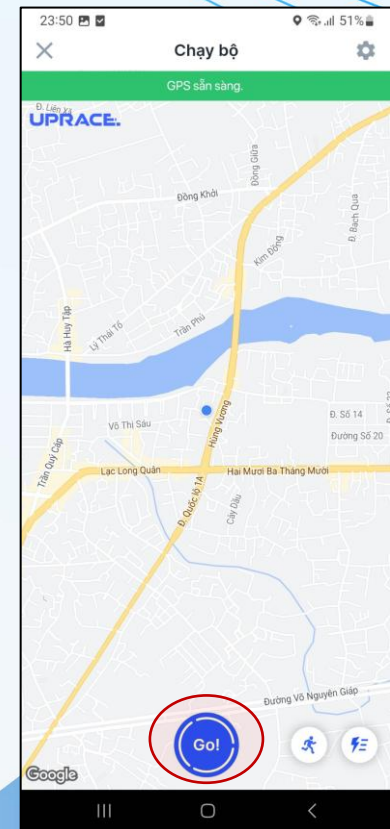 23:50
51%
Chạy bộ
GPS sẵn sàng.
UPRACE.
Đồng Khởi
Đồng Giữa
Đ. Bạch Qua
Kim Đồng
Hà Huy Tập
Lý Thái Tổ
Trần Phú
Hùng Vương
Đ. Số 14
Võ Thị Sáu
Đường Số 20
Trần Quý Cáp
Lạc Long Quân
Hai Mươi Ba Tháng Mười
Đ. Quốc lộ 1A
Cây Dầu
Đường Võ Nguyên Giáp
Go!
Google